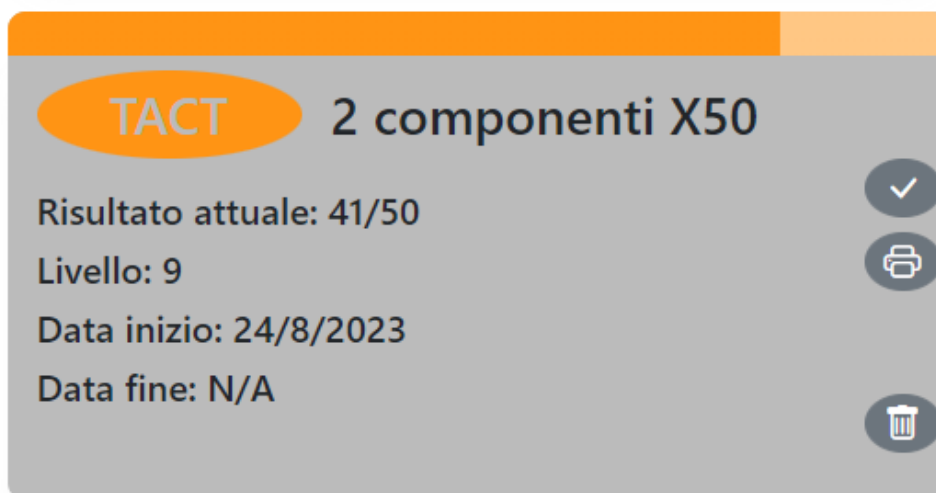 TACT 2 componenti X50
Risultato attuale: 41/50
Livello: 9
Data inizio: 24/8/2023
Data fine: N/A